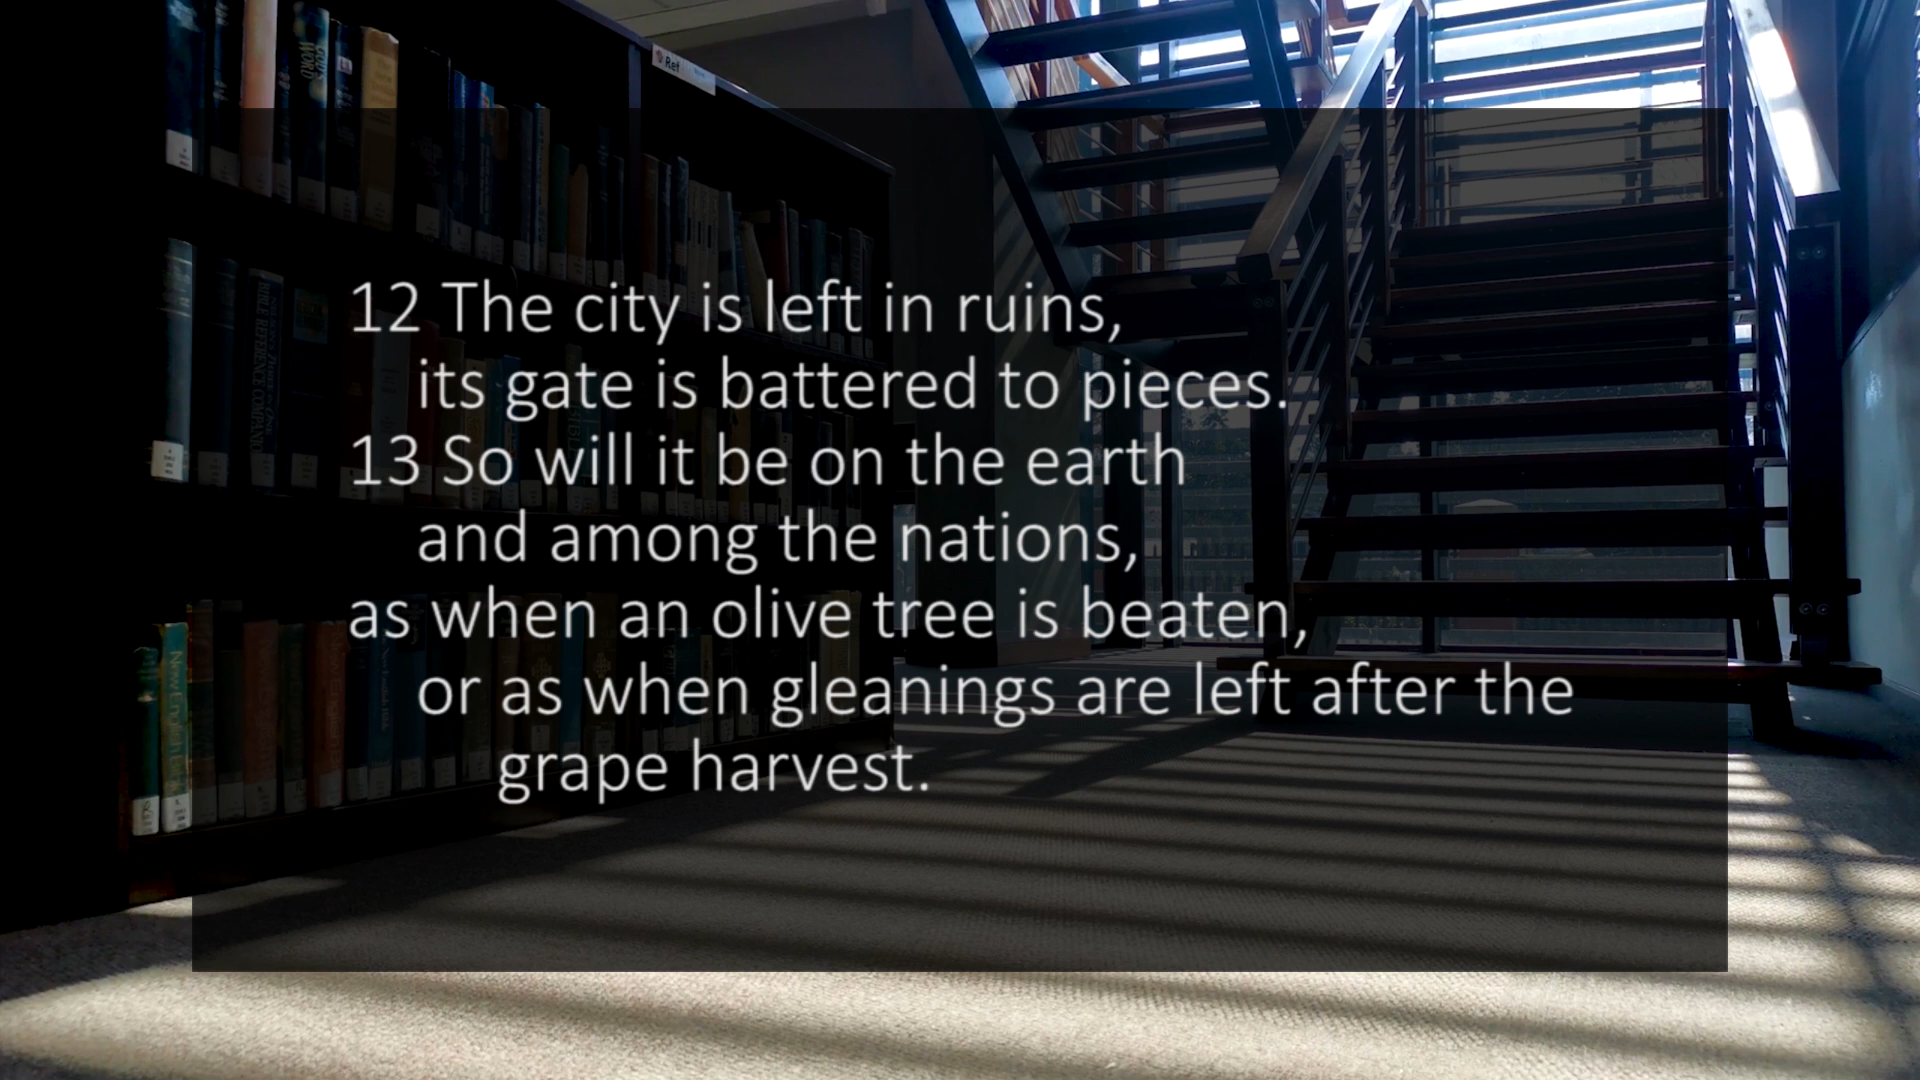 Ref
WORD
12 The city is left in ruins,
its gate is battered to pieces.
13 So will it be on the earth
and among the nations,
as when an olive tree is beaten,
or as when gleanings are left after the
grape harvest.